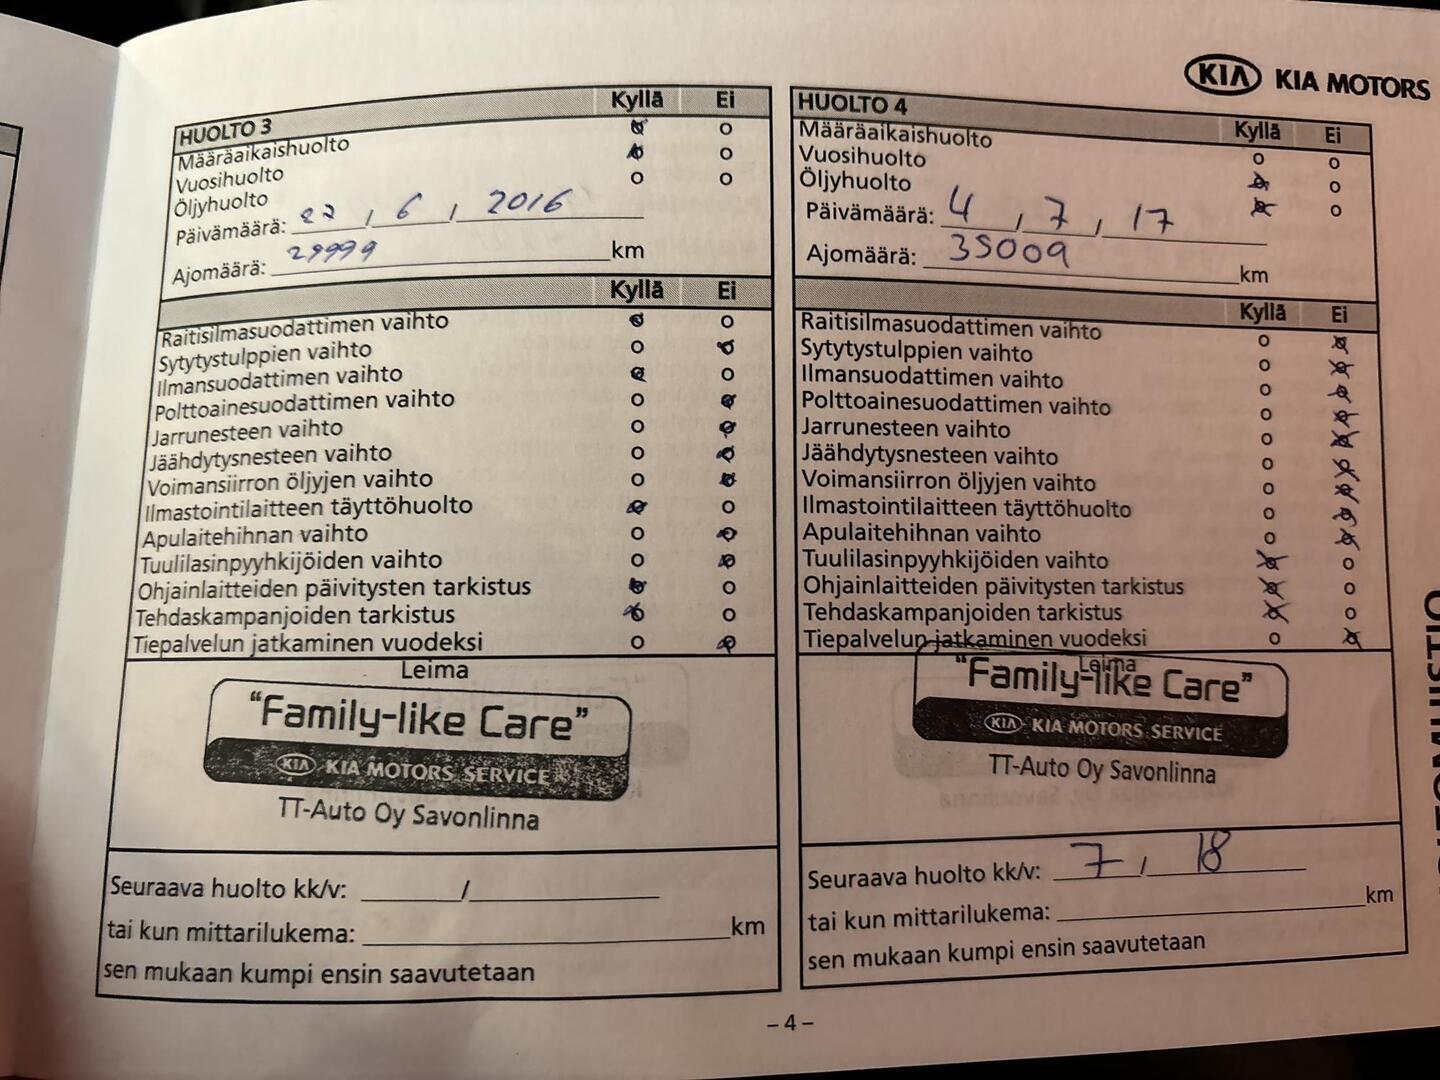 KIA KIA MOTORS
HUOLTO 3 Kyllä Ei
Määräaikaishuolto o o
Vuosihuolto o o
Öljyhuolto o o
Päivämäärä: 22 / 6 / 2016
Ajomäärä: 29999 km
Kyllä Ei
Raitisilmasuodattimen vaihto o o
Sytytystulppien vaihto o o
Ilmansuodattimen vaihto o o
Polttoainesuodattimen vaihto o o
Jarrunesteen vaihto o o
Jäähdytysnesteen vaihto o o
Voimansiirron öljyjen vaihto o o
Ilmastointilaitteen täyttöhuolto o o
Apulaitehihnan vaihto o o
Tuulilasinpyyhkijöiden vaihto o o
Ohjainlaitteiden päivitysten tarkistus o o
Tehdaskampanjoiden tarkistus o o
Tiepalvelun jatkaminen vuodeksi o o
Leima
"Family-like Care"
KIA KIA MOTORS SERVICE
TT-Auto Oy Savonlinna
Seuraava huolto kk/v: /
tai kun mittarilukema: km
sen mukaan kumpi ensin saavutetaan
HUOLTO 4 Kyllä Ei
Määräaikaishuolto o o
Vuosihuolto o o
Öljyhuolto o o
Päivämäärä: 4 / 7 / 17
Ajomäärä: 35009 km
Kyllä Ei
Raitisilmasuodattimen vaihto o o
Sytytystulppien vaihto o o
Ilmansuodattimen vaihto o o
Polttoainesuodattimen vaihto o o
Jarrunesteen vaihto o o
Jäähdytysnesteen vaihto o o
Voimansiirron öljyjen vaihto o o
Ilmastointilaitteen täyttöhuolto o o
Apulaitehihnan vaihto o o
Tuulilasinpyyhkijöiden vaihto o o
Ohjainlaitteiden päivitysten tarkistus o o
Tehdaskampanjoiden tarkistus o o
Tiepalvelun jatkaminen vuodeksi o o
Leima
"Family-like Care"
KIA KIA MOTORS SERVICE
TT-Auto Oy Savonlinna
Seuraava huolto kk/v: 7 / 18
tai kun mittarilukema: km
sen mukaan kumpi ensin saavutetaan
– 4 –